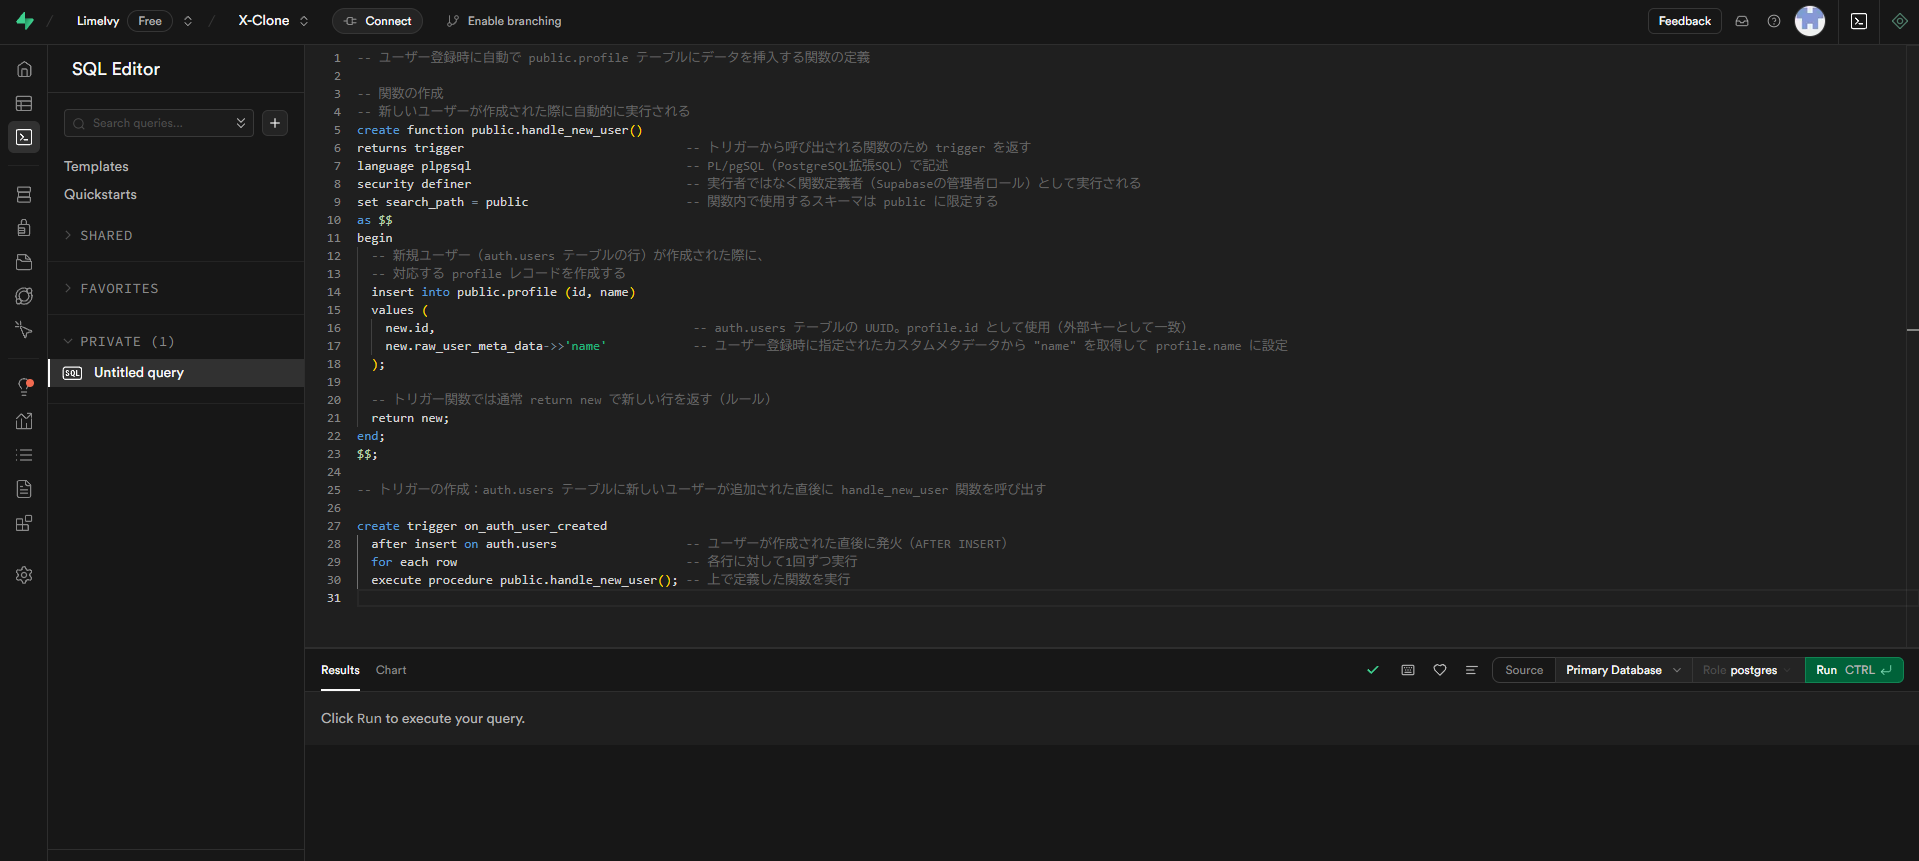 Limelvy Free X-Clone Connect Enable branching Feedback
SQL Editor
Search queries...
Templates
Quickstarts
SHARED
FAVORITES
PRIVATE (1)
SQL Untitled query
1 -- ユーザー登録時に自動で public.profile テーブルにデータを挿入する関数の定義
2
3 -- 関数の作成
4 -- 新しいユーザーが作成された際に自動的に実行される
5 create function public.handle_new_user()
6 returns trigger -- トリガーから呼び出される関数のため trigger を返す
7 language plpgsql -- PL/pgSQL（PostgreSQL拡張SQL）で記述
8 security definer -- 実行者ではなく関数定義者（Supabaseの管理者ロール）として実行される
9 set search_path = public -- 関数内で使用するスキーマは public に限定する
10 as $$
11 begin
12 -- 新規ユーザー（auth.users テーブルの行）が作成された際に、
13 -- 対応する profile レコードを作成する
14 insert into public.profile (id, name)
15 values (
16 new.id, -- auth.users テーブルの UUID。profile.id として使用（外部キーとして一致）
17 new.raw_user_meta_data->>'name' -- ユーザー登録時に指定されたカスタムメタデータから "name" を取得して profile.name に設定
18 );
19
20 -- トリガー関数では通常 return new で新しい行を返す（ルール）
21 return new;
22 end;
23 $$;
24
25 -- トリガーの作成：auth.users テーブルに新しいユーザーが追加された直後に handle_new_user 関数を呼び出す
26
27 create trigger on_auth_user_created
28 after insert on auth.users -- ユーザーが作成された直後に発火（AFTER INSERT）
29 for each row -- 各行に対して1回ずつ実行
30 execute procedure public.handle_new_user(); -- 上で定義した関数を実行
31
Results Chart Source Primary Database Role postgres Run CTRL
Click Run to execute your query.